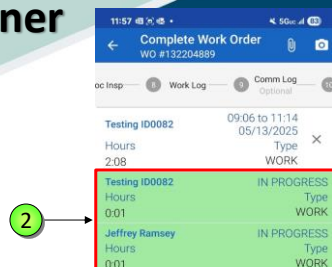 ner
11:57
5G 83
Complete Work Order
WO #132204889
oc Insp 8 Work Log 9 Comm Log 10
Optional
Testing ID0082 09:06 to 11:14
05/13/2025
Hours Type
2:08 WORK
Testing ID0082 IN PROGRESS
Hours Type
0:01 WORK
2
Jeffrey Ramsey IN PROGRESS
Hours Type
0:01 WORK